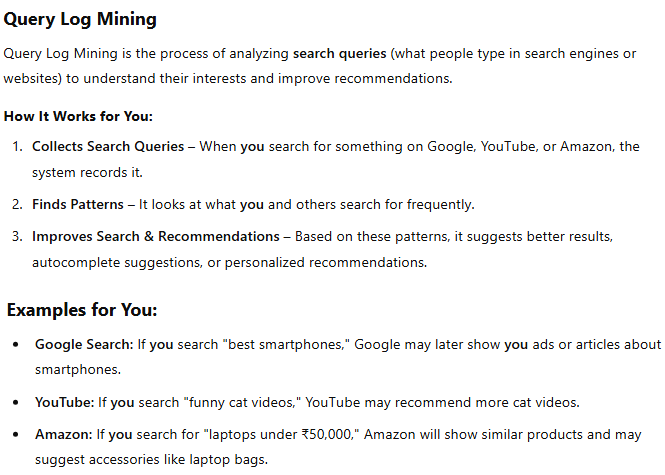 Query Log Mining
Query Log Mining is the process of analyzing search queries (what people type in search engines or
websites) to understand their interests and improve recommendations.
How It Works for You:
1. Collects Search Queries – When you search for something on Google, YouTube, or Amazon, the
system records it.
2. Finds Patterns – It looks at what you and others search for frequently.
3. Improves Search & Recommendations – Based on these patterns, it suggests better results,
autocomplete suggestions, or personalized recommendations.
Examples for You:
• Google Search: If you search "best smartphones," Google may later show you ads or articles about
smartphones.
• YouTube: If you search "funny cat videos," YouTube may recommend more cat videos.
• Amazon: If you search for "laptops under ₹50,000," Amazon will show similar products and may
suggest accessories like laptop bags.